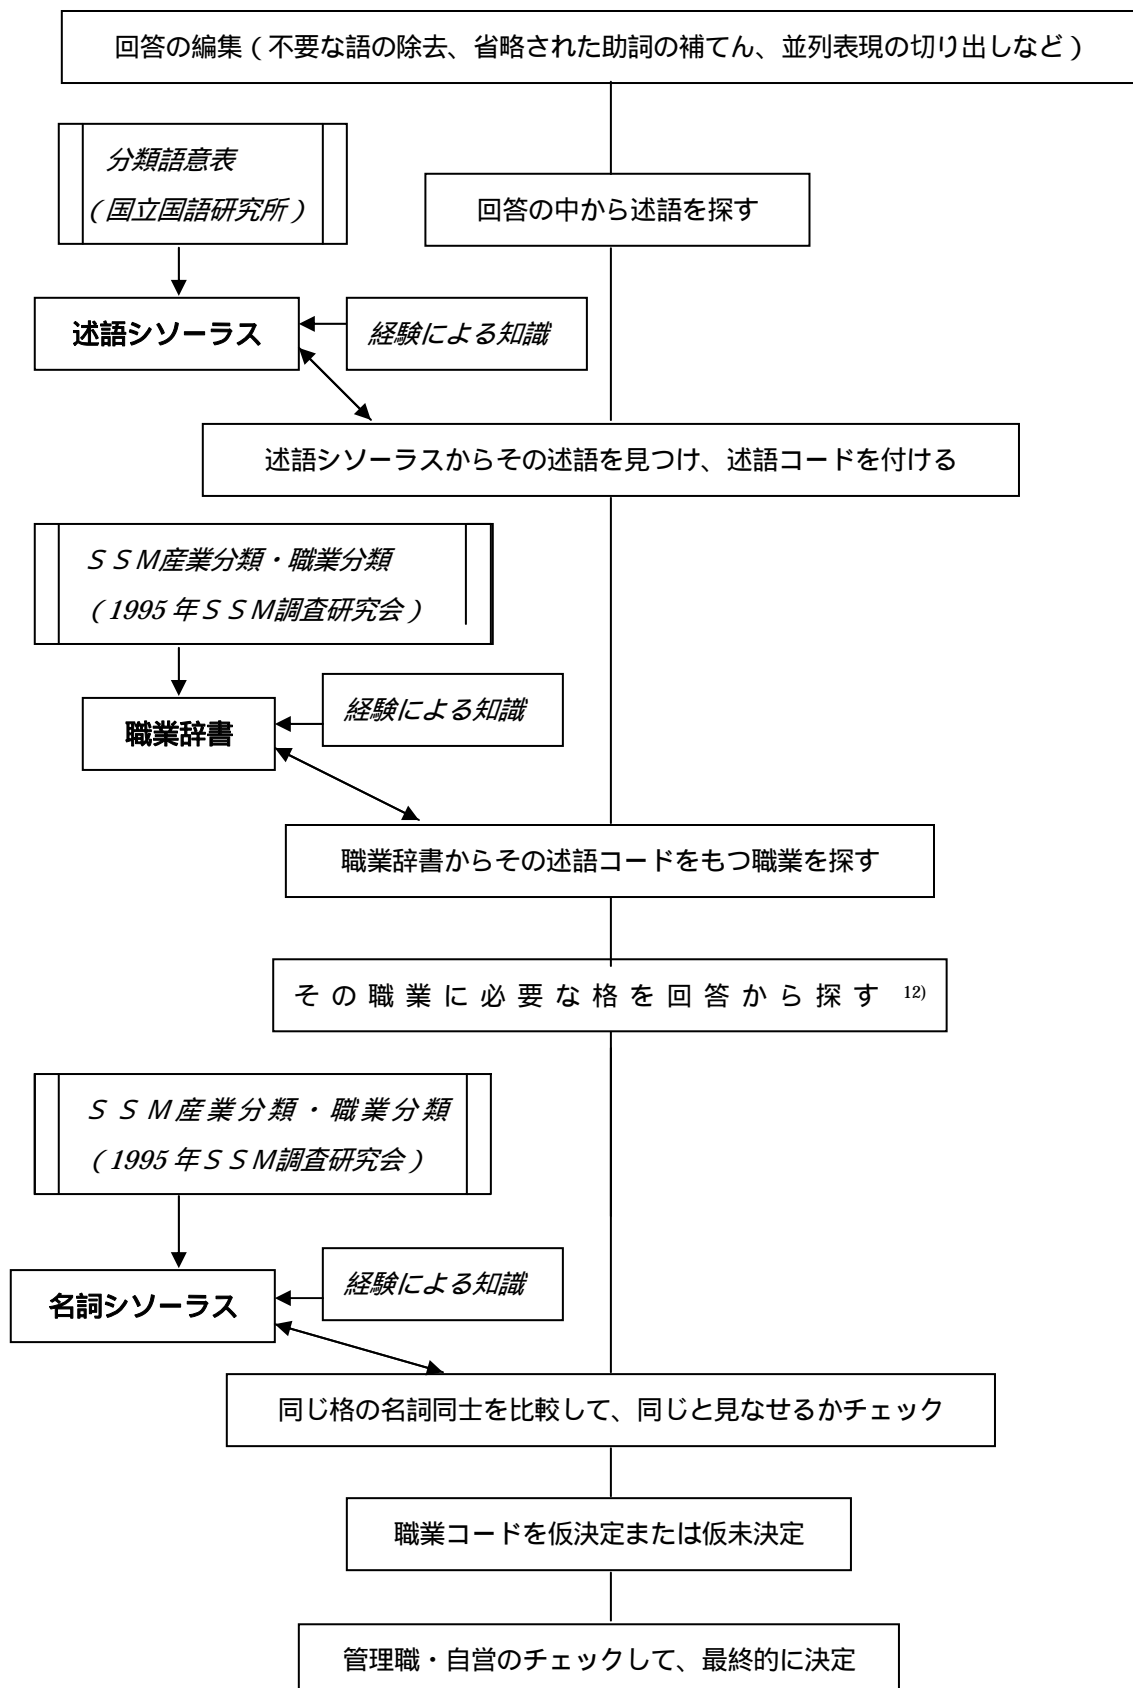 回答の編集(不要な語の除去、省略された助詞の補てん、並列表現の切り出しなど)
分類語意表
(国立国語研究所)
回答の中から述語を探す
述語シソーラス
経験による知識
述語シソーラスからその述語を見つけ、述語コードを付ける
SSM産業分類・職業分類
(1995年SSM調査研究会)
経験による知識
職業辞書
職業辞書からその述語コードをもつ職業を探す
その職業に必要な格を回答から探す 12)
SSM産業分類・職業分類
(1995年SSM調査研究会)
経験による知識
名詞シソーラス
同じ格の名詞同士を比較して、同じと見なせるかチェック
職業コードを仮決定または仮未決定
管理職・自営のチェックして、最終的に決定